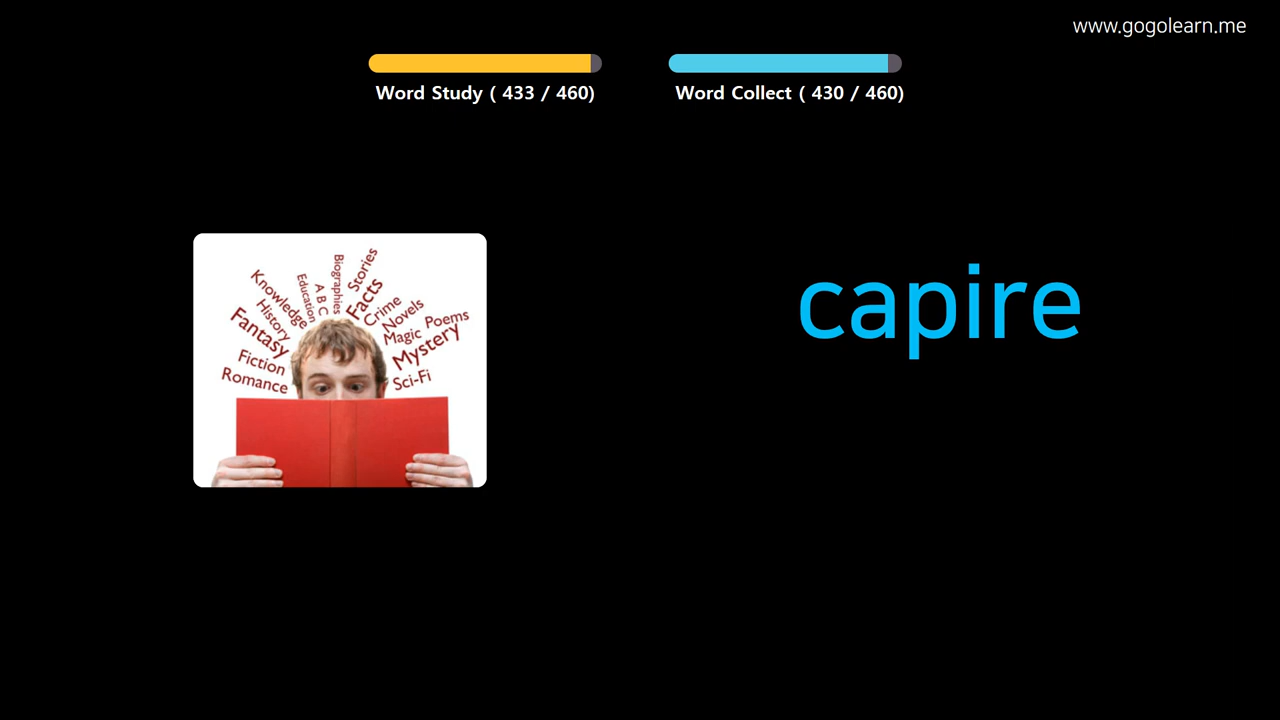 www.gogolearn.me
Word Study ( 433 / 460)
Word Collect ( 430 / 460)
capire
Stories
Biographies
Facts
A B C
Education
Knowledge
Crime
History
Novels
Poems
Fantasy
Magic
Mystery
Fiction
Romance
Sci-Fi